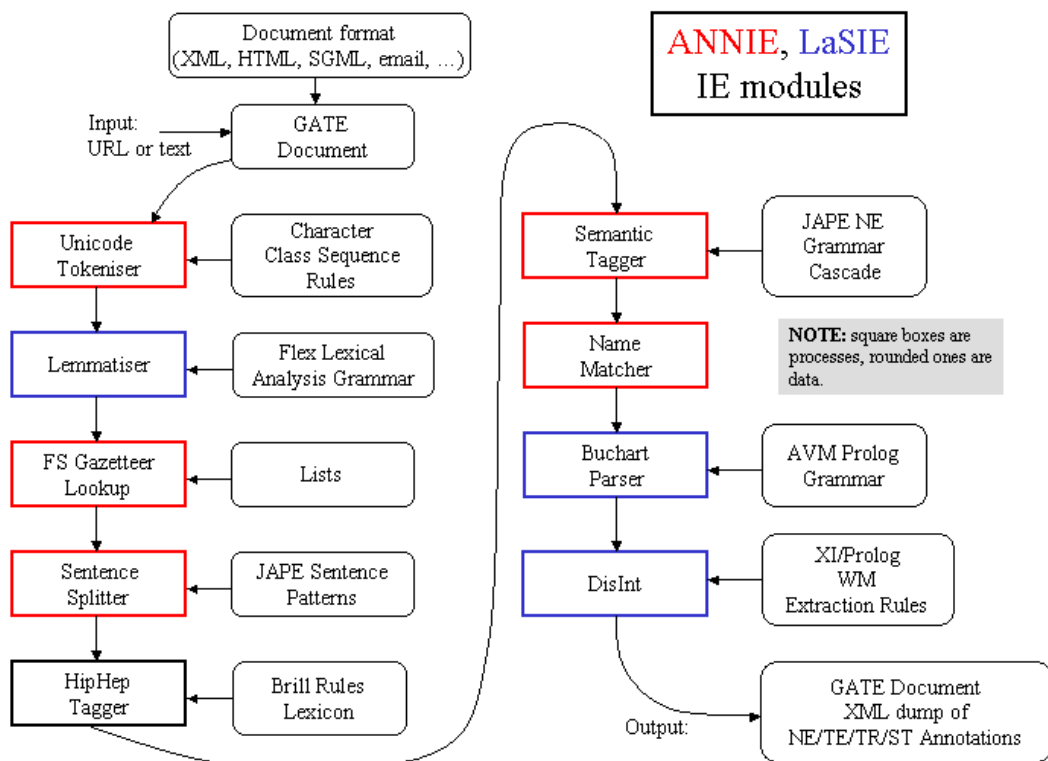 Document format
(XML, HTML, SGML, email, ...)
ANNIE, LaSIE
IE modules
Input:
URL or text
GATE
Document
Unicode
Tokeniser
Character
Class Sequence
Rules
Lemmatiser
Flex Lexical
Analysis Grammar
FS Gazetteer
Lookup
Lists
Sentence
Splitter
JAPE Sentence
Patterns
HipHep
Tagger
Brill Rules
Lexicon
Semantic
Tagger
JAPE NE
Grammar
Cascade
Name
Matcher
NOTE: square boxes are
processes, rounded ones are
data.
Buchart
Parser
AVM Prolog
Grammar
DisInt
XI/Prolog
WM
Extraction Rules
Output:
GATE Document
XML dump of
NE/TE/TR/ST Annotations